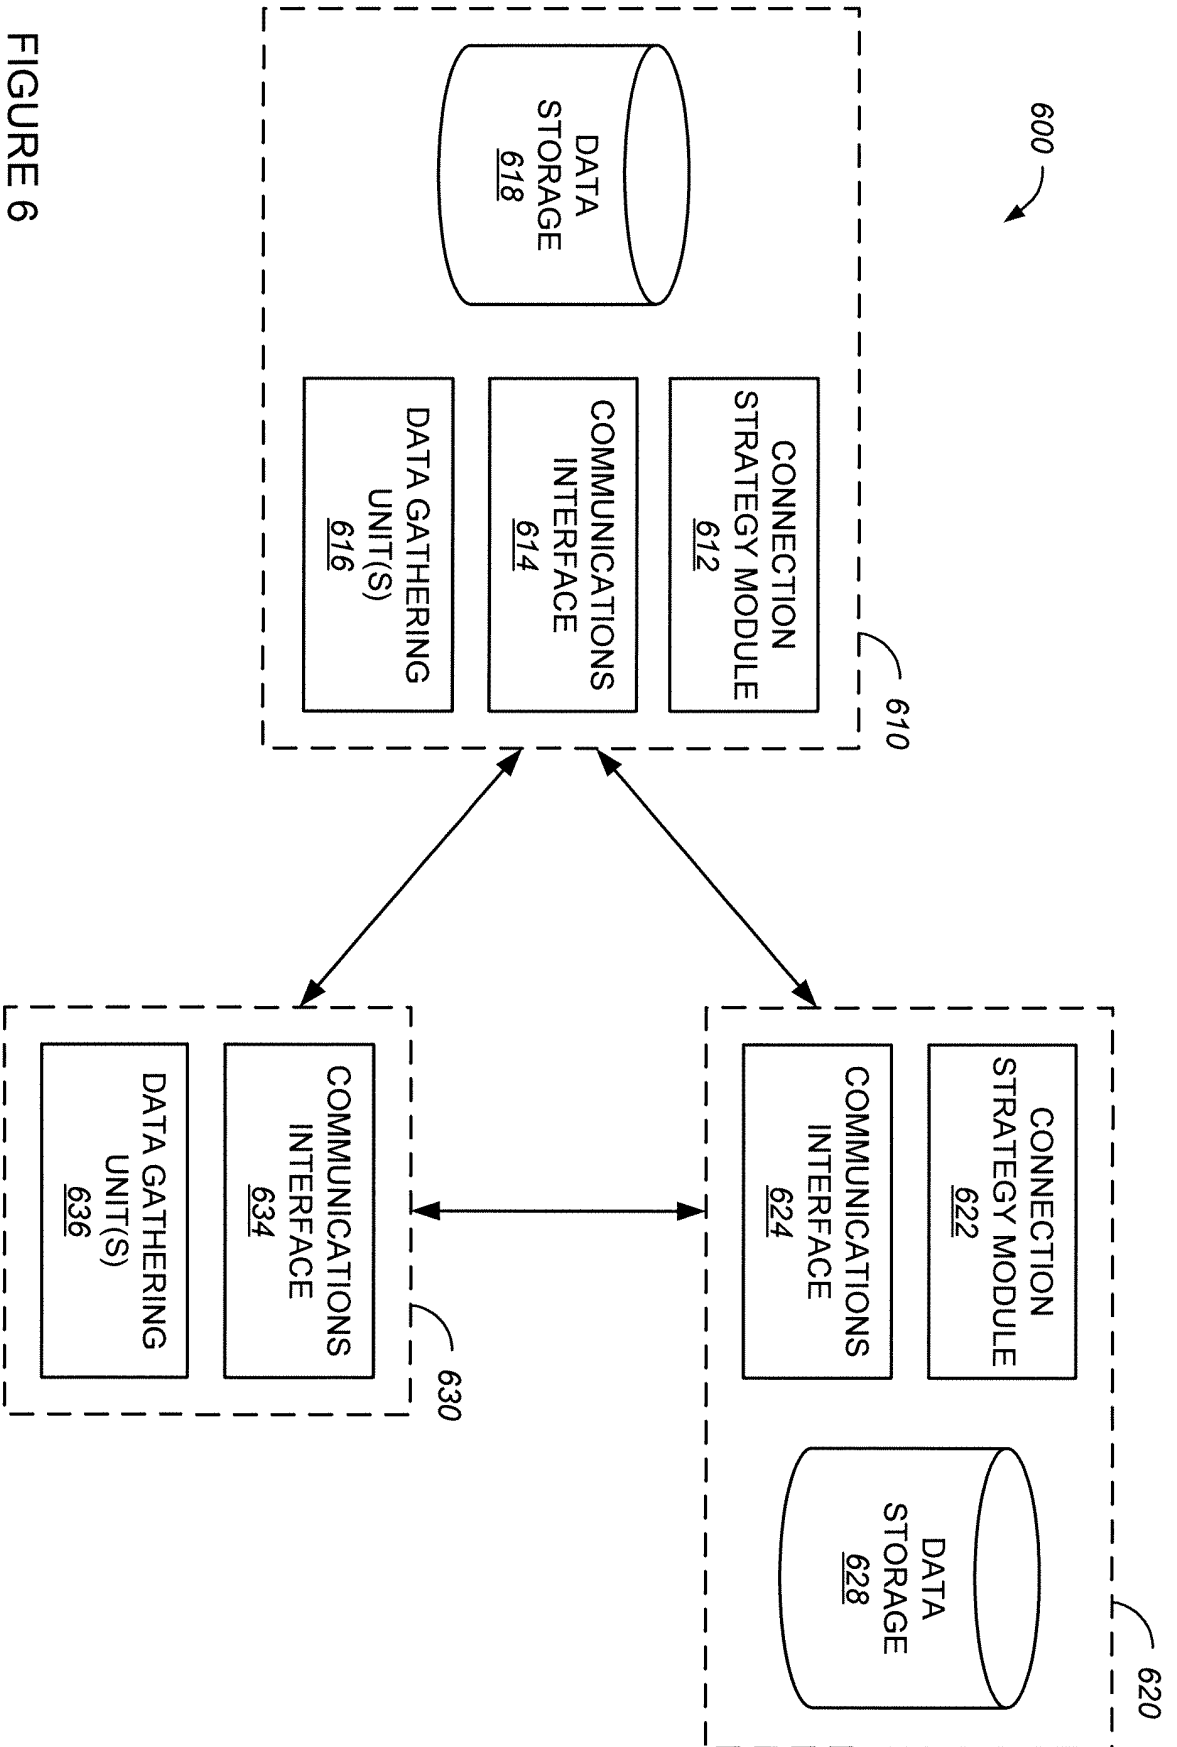 600
610
DATA
STORAGE
618
CONNECTION
STRATEGY MODULE
612
COMMUNICATIONS
INTERFACE
614
DATA GATHERING
UNIT(S)
616
620
CONNECTION
STRATEGY MODULE
622
COMMUNICATIONS
INTERFACE
624
DATA
STORAGE
628
630
COMMUNICATIONS
INTERFACE
634
DATA GATHERING
UNIT(S)
636
FIGURE 6